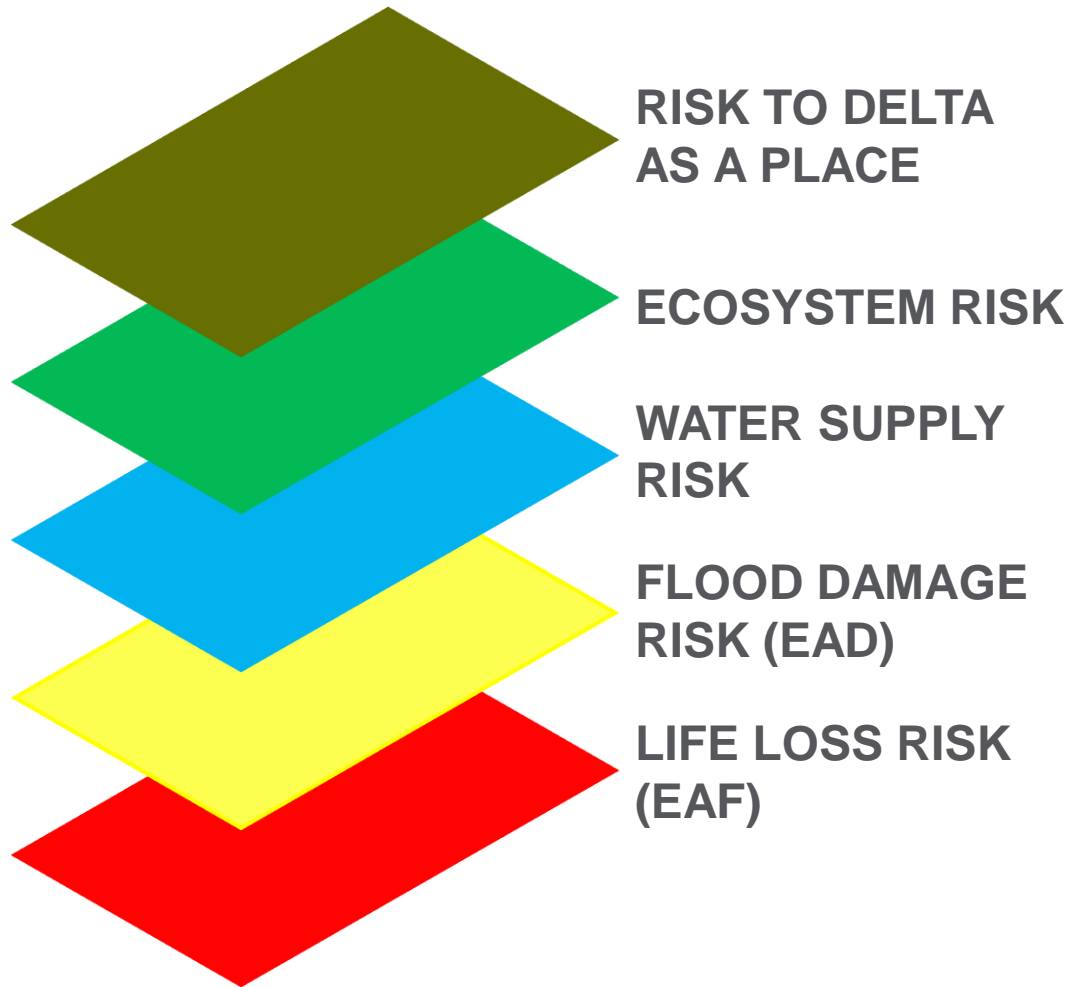 RISK TO DELTA
AS A PLACE
ECOSYSTEM RISK
WATER SUPPLY
RISK
FLOOD DAMAGE
RISK (EAD)
LIFE LOSS RISK
(EAF)